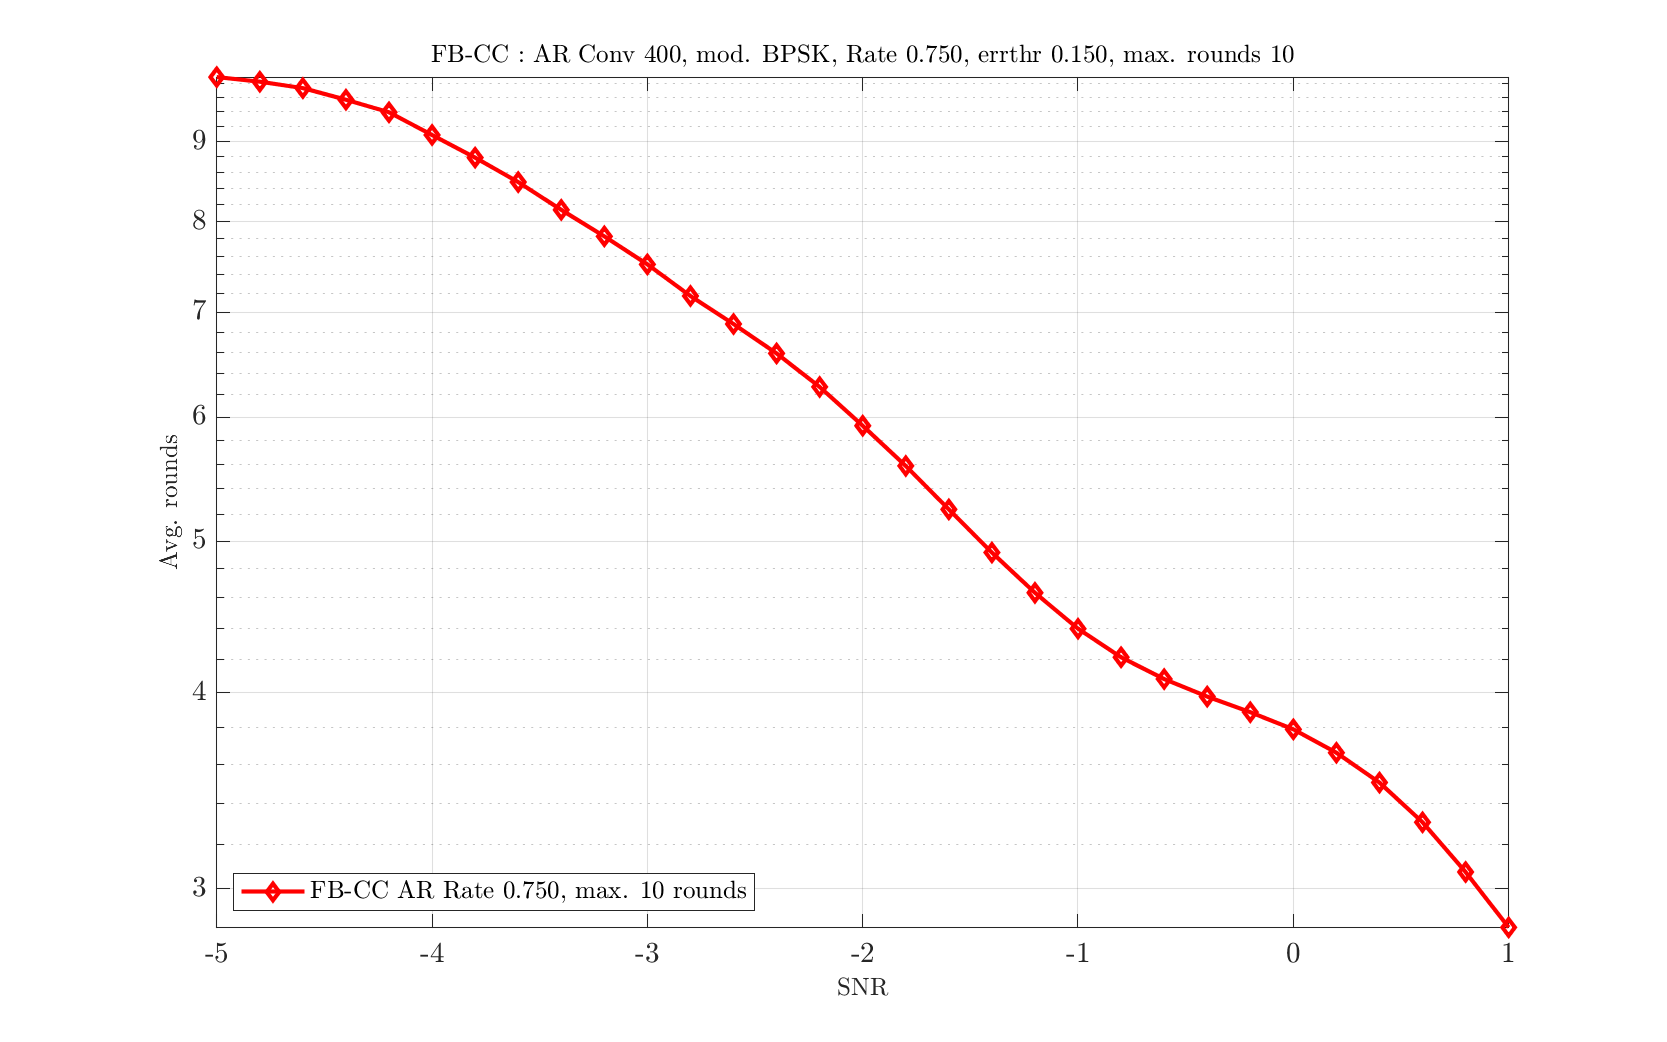 FB-CC : AR Conv 400, mod. BPSK, Rate 0.750, errthr 0.150, max. rounds 10
9
8
7
6
5
4
3
Avg. rounds
FB-CC AR Rate 0.750, max. 10 rounds
-5 -4 -3 -2 -1 0 1
SNR